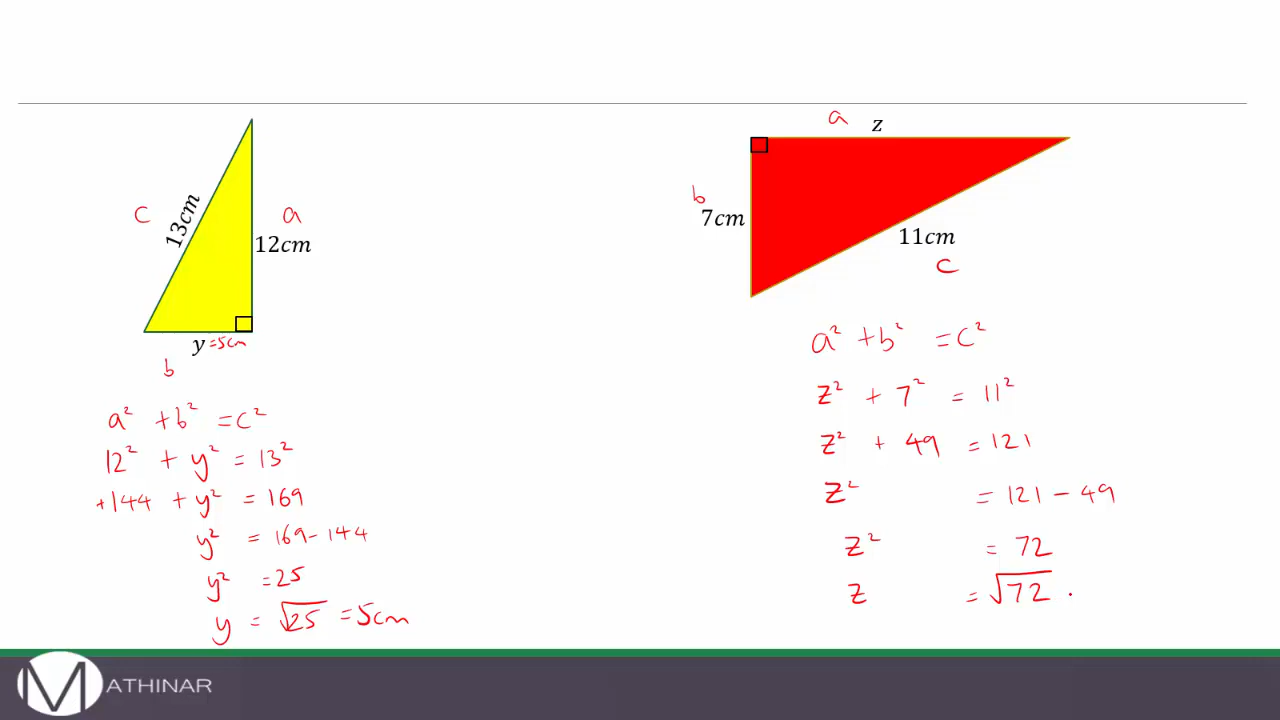 c
13cm
a
12cm
y =5cm
b
a² + b² = c²
12² + y² = 13²
+144 + y² = 169
y² = 169 - 144
y² = 25
y = √25 = 5cm
a
z
b
7cm
11cm
c
a² + b² = c²
z² + 7² = 11²
z² + 49 = 121
z² = 121 - 49
z² = 72
z = √72 .
MATHINAR